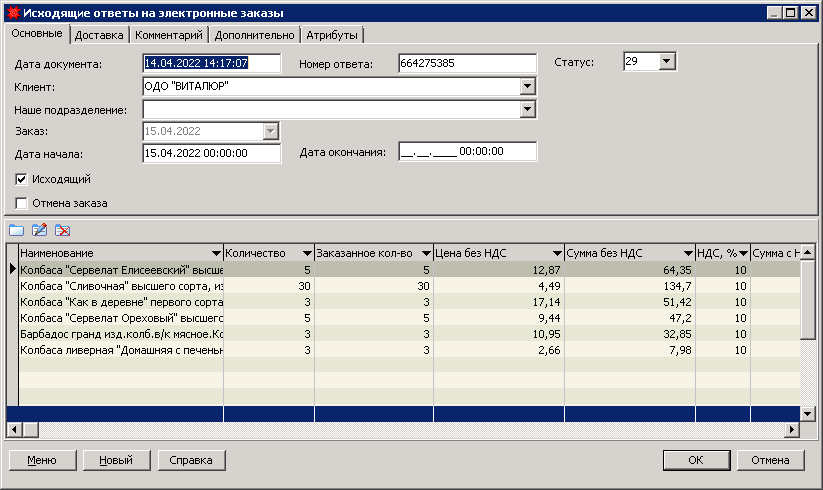 Исходящие ответы на электронные заказы
Основные Доставка Комментарий Дополнительно Атрибуты
Дата документа: 14.04.2022 14:17:07 Номер ответа: 664275385 Статус: 29
Клиент: ОДО "ВИТАЛЮР"
Наше подразделение:
Заказ: 15.04.2022
Дата начала: 15.04.2022 00:00:00 Дата окончания: __.__.____ 00:00:00
Исходящий
Отмена заказа
Наименование Количество Заказанное кол-во Цена без НДС Сумма без НДС НДС, % Сумма с Н
Колбаса "Сервелат Елисеевский" высше 5 5 12,87 64,35 10
Колбаса "Сливочная" высшего сорта, из 30 30 4,49 134,7 10
Колбаса "Как в деревне" первого сорта 3 3 17,14 51,42 10
Колбаса "Сервелат Ореховый" высшего 5 5 9,44 47,2 10
Барбадос гранд изд.колб.в/к мясное.Ко 3 3 10,95 32,85 10
Колбаса ливерная "Домашняя с печенью 3 3 2,66 7,98 10
Меню Новый Справка ОК Отмена